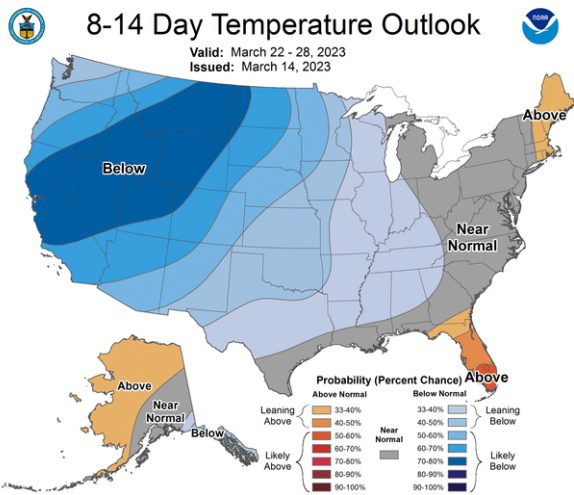 8-14 Day Temperature Outlook
NOAA
Valid: March 22 - 28, 2023
Issued: March 14, 2023
Above
Below
Near
Normal
Above
Above
Near
Normal
Below
Probability (Percent Chance)
Above Normal
Below Normal
Leaning
Above
33-40%
40-50%
Likely
Above
50-60%
60-70%
70-80%
80-90%
90-100%
Near
Normal
33-40%
40-50%
Leaning
Below
50-60%
60-70%
70-80%
80-90%
90-100%
Likely
Below